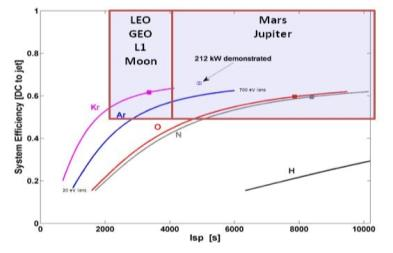 LEO
GEO
L1
Moon
Mars
Jupiter
212 kW demonstrated
700 eV ions
Kr
Ar
O
N
H
20 eV ions
System Efficiency [DC to jet]
1
0.8
0.6
0.4
0.2
0
0 2000 4000 6000 8000 10000
Isp [s]